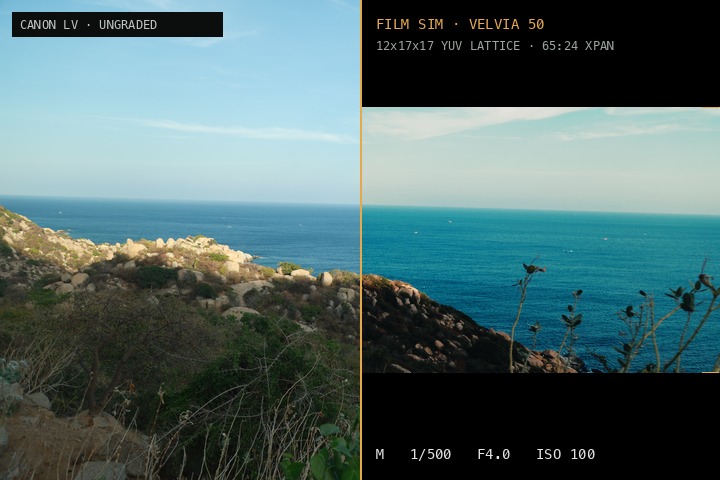 CANON LV · UNGRADED
FILM SIM · VELVIA 50
12x17x17 YUV LATTICE · 65:24 XPAN
M 1/500 F4.0 ISO 100